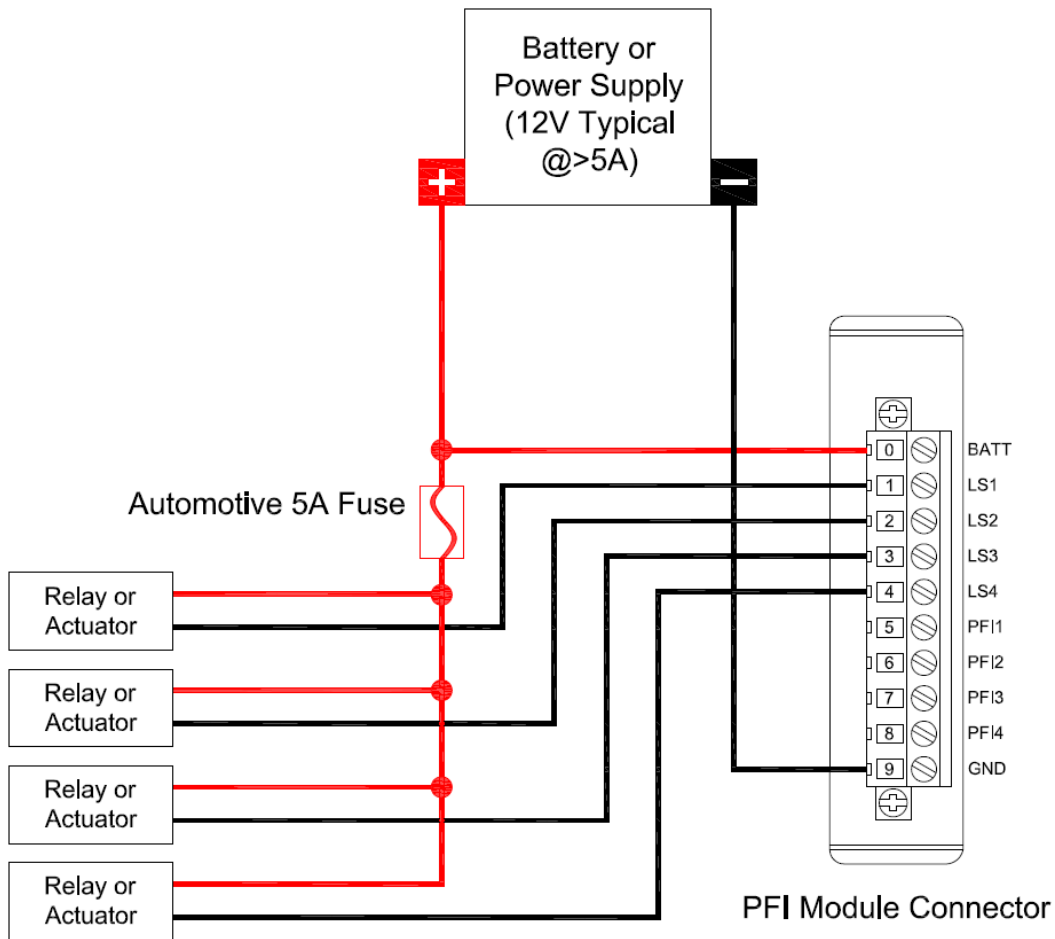 Battery or
Power Supply
(12V Typical
@>5A)
+
−
Automotive 5A Fuse
0 BATT
1 LS1
2 LS2
3 LS3
4 LS4
5 PFI1
6 PFI2
7 PFI3
8 PFI4
9 GND
Relay or
Actuator
Relay or
Actuator
Relay or
Actuator
Relay or
Actuator
PFI Module Connector